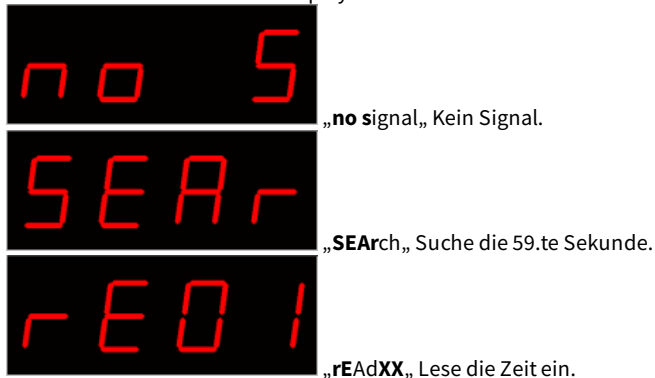 no S
„no signal„ Kein Signal.
SEAr
„SEArch„ Suche die 59.te Sekunde.
rE01
„rEAdXX„ Lese die Zeit ein.